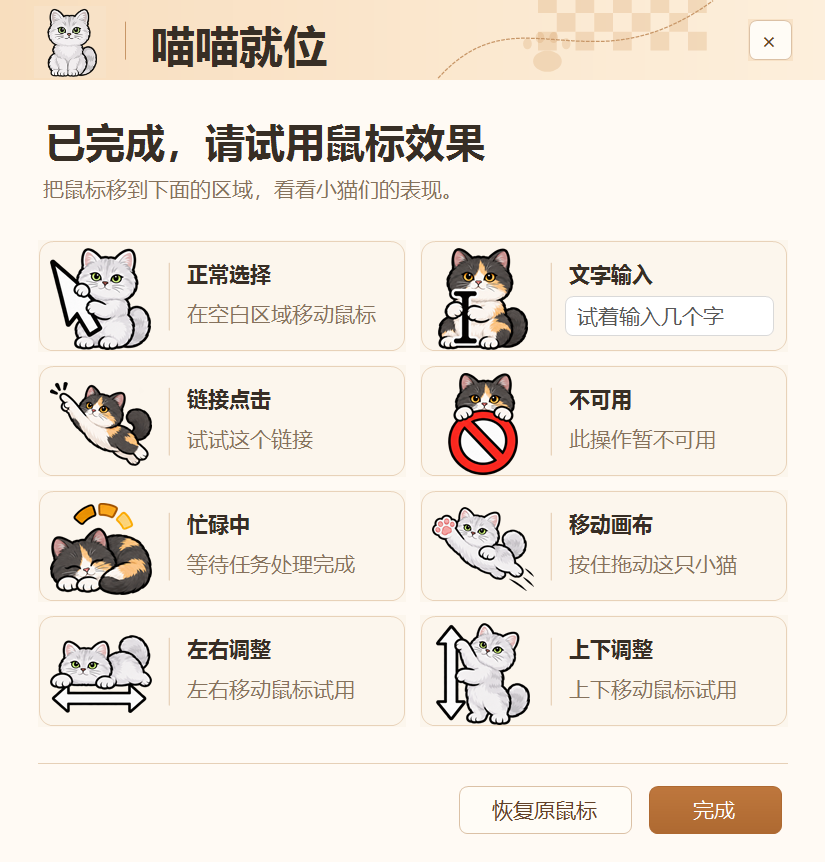 喵喵就位
×
已完成，请试用鼠标效果
把鼠标移到下面的区域，看看小猫们的表现。
正常选择
在空白区域移动鼠标
文字输入
试着输入几个字
链接点击
试试这个链接
不可用
此操作暂不可用
忙碌中
等待任务处理完成
移动画布
按住拖动这只小猫
左右调整
左右移动鼠标试用
上下调整
上下移动鼠标试用
恢复原鼠标
完成